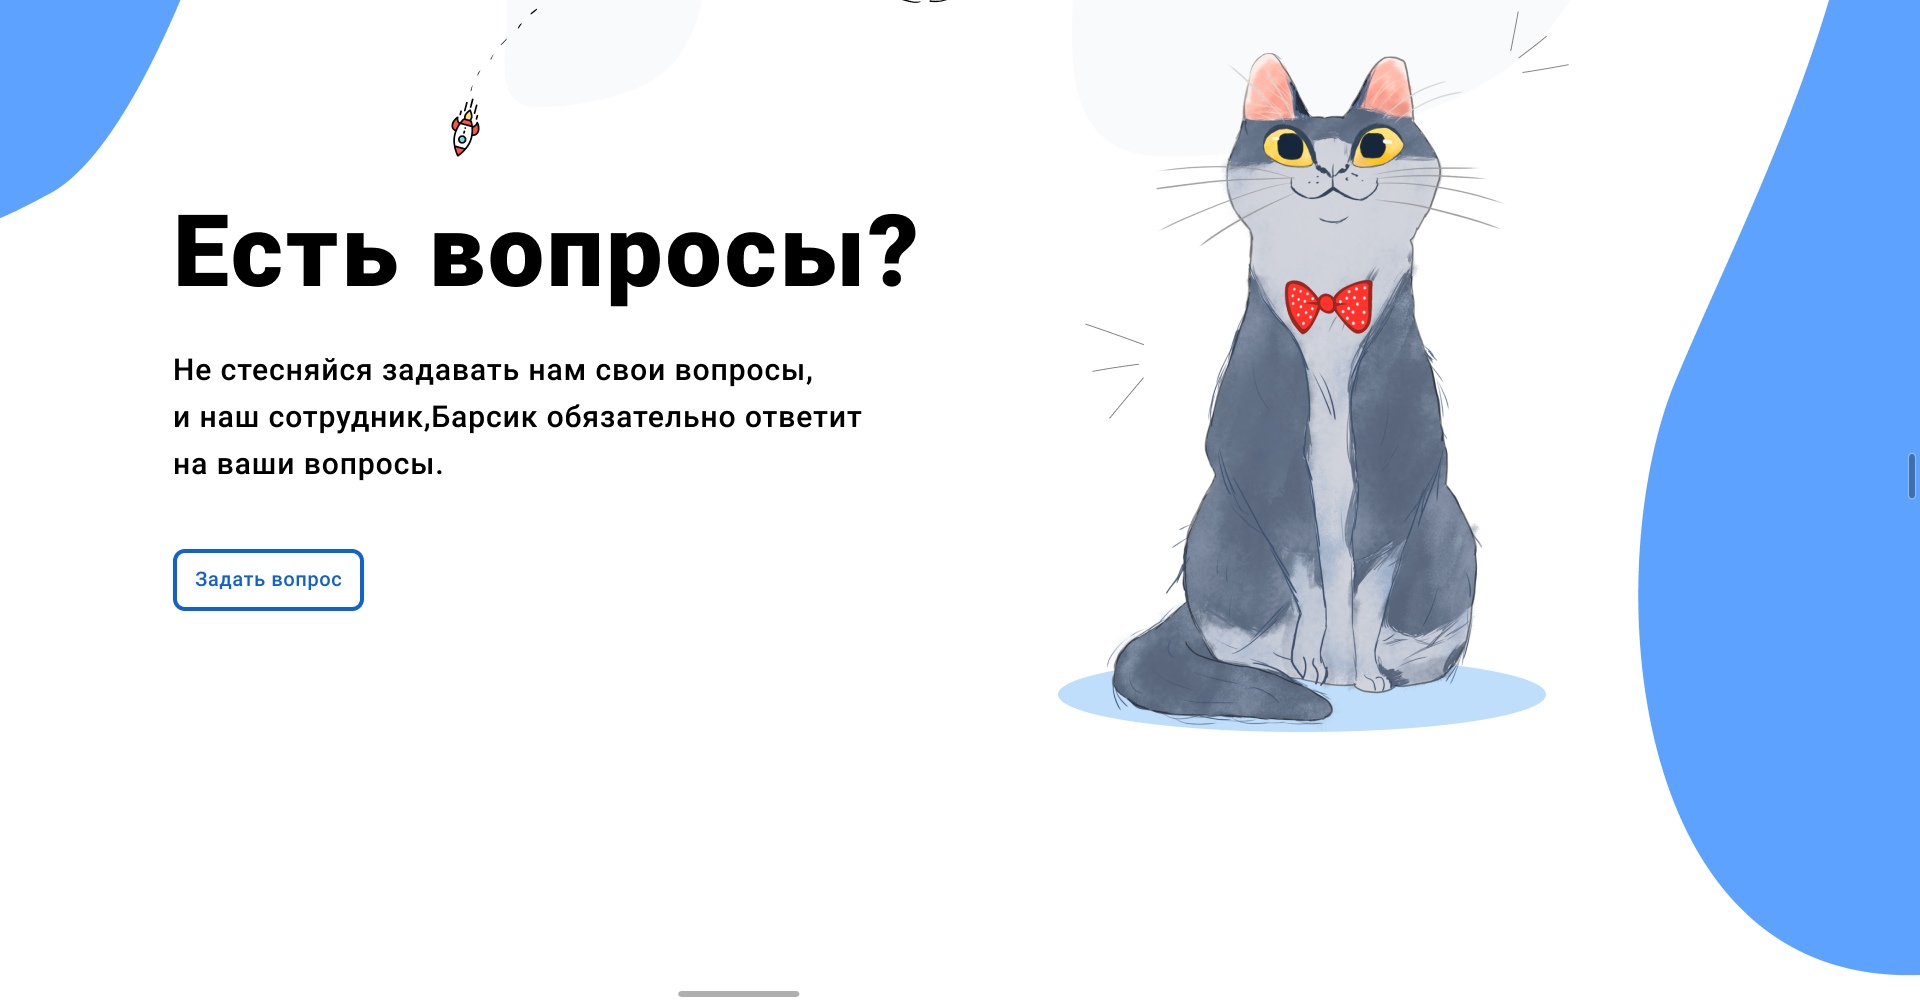 Есть вопросы?
Не стесняйся задавать нам свои вопросы,
и наш сотрудник,Барсик обязательно ответит
на ваши вопросы.
Задать вопрос